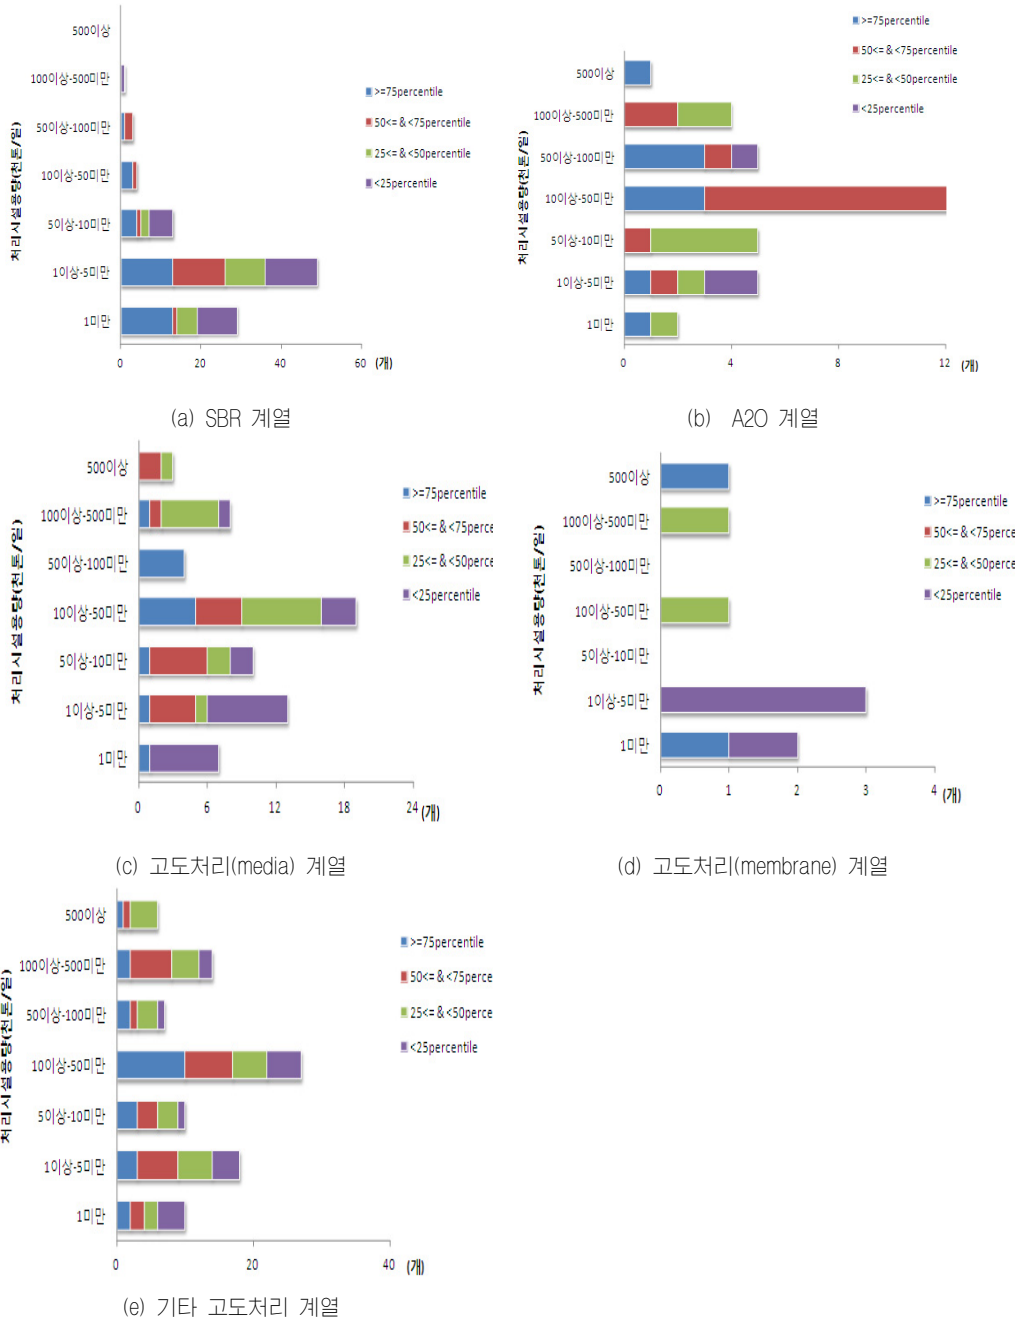 처리시설용량(천톤/일)
500이상
100이상-500미만
50이상-100미만
10이상-50미만
5이상-10미만
1이상-5미만
1미만
0 20 40 60 (개)
>=75percentile
50<= & <75percentile
25<= & <50percentile
<25percentile
(a) SBR 계열
처리시설용량(천톤/일)
500이상
100이상-500미만
50이상-100미만
10이상-50미만
5이상-10미만
1이상-5미만
1미만
0 4 8 12 (개)
>=75percentile
50<= & <75percentile
25<= & <50percentile
<25percentile
(b) A2O 계열
처리시설용량(천톤/일)
500이상
100이상-500미만
50이상-100미만
10이상-50미만
5이상-10미만
1이상-5미만
1미만
0 6 12 18 24 (개)
>=75percentile
50<= & <75perce
25<= & <50perce
<25percentile
(c) 고도처리(media) 계열
처리시설용량(천톤/일)
500이상
100이상-500미만
50이상-100미만
10이상-50미만
5이상-10미만
1이상-5미만
1미만
0 1 2 3 4 (개)
>=75percentile
50<= & <75perce
25<= & <50perce
<25percentile
(d) 고도처리(membrane) 계열
처리시설용량(천톤/일)
500이상
100이상-500미만
50이상-100미만
10이상-50미만
5이상-10미만
1이상-5미만
1미만
0 20 40 (개)
>=75percentile
50<= & <75perce
25<= & <50perce
<25percentile
(e) 기타 고도처리 계열